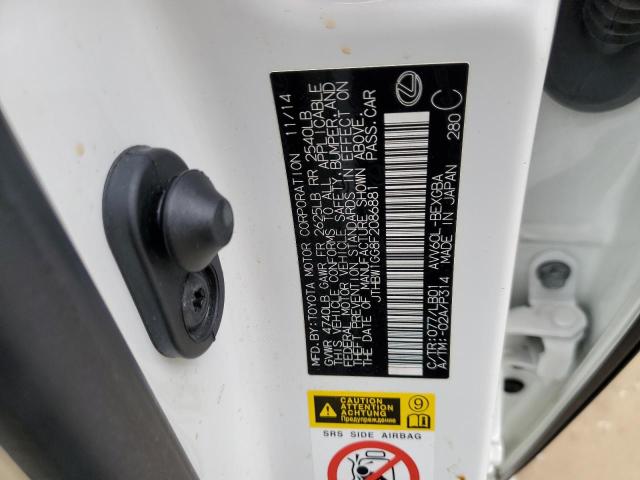 MFD. BY: TOYOTA MOTOR CORPORATION 11/14
GVWR 4740LB GAWR FR 2625LB RR 2540LB
THIS VEHICLE CONFORMS TO ALL APPLICABLE
FEDERAL MOTOR VEHICLE SAFETY, BUMPER, AND
THEFT PREVENTION STANDARDS IN EFFECT ON
THE DATE OF MANUFACTURE SHOWN ABOVE.
JTHBW1GG8F2086881 PASS.CAR
C/TR:077/LB01 AVV60L-BEXGBA
A/TM:-02A/P314 MADE IN JAPAN 280 C
CAUTION
ATTENTION
ACHTUNG
Предупреждение
9
SRS SIDE AIRBAG